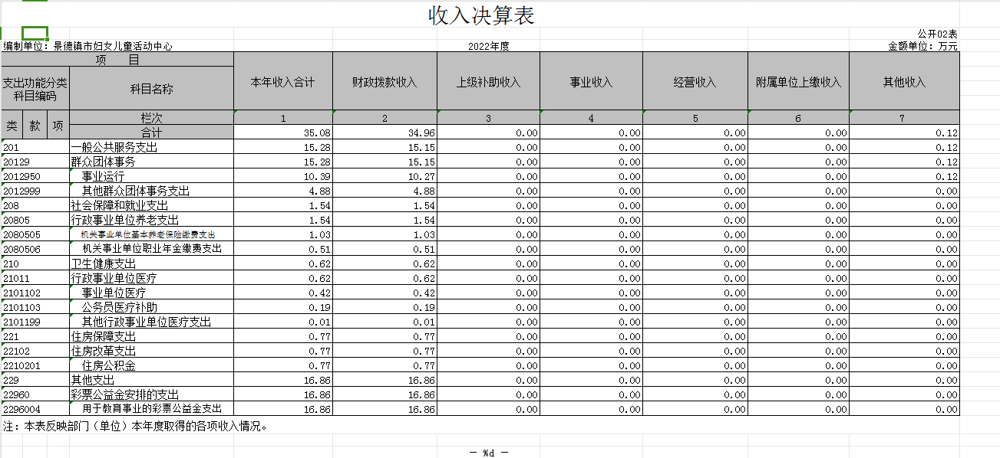 收入决算表
公开02表
编制单位：景德镇市妇女儿童活动中心 2022年度 金额单位：万元
项 目 本年收入合计 财政拨款收入 上级补助收入 事业收入 经营收入 附属单位上缴收入 其他收入
支出功能分类科目编码 科目名称
类 款 项 栏次 1 2 3 4 5 6 7
合计 35.08 34.96 0.00 0.00 0.00 0.00 0.12
201 一般公共服务支出 15.28 15.15 0.00 0.00 0.00 0.00 0.12
20129 群众团体事务 15.28 15.15 0.00 0.00 0.00 0.00 0.12
2012950 事业运行 10.39 10.27 0.00 0.00 0.00 0.00 0.12
2012999 其他群众团体事务支出 4.88 4.88 0.00 0.00 0.00 0.00 0.00
208 社会保障和就业支出 1.54 1.54 0.00 0.00 0.00 0.00 0.00
20805 行政事业单位养老支出 1.54 1.54 0.00 0.00 0.00 0.00 0.00
2080505 机关事业单位基本养老保险缴费支出 1.03 1.03 0.00 0.00 0.00 0.00 0.00
2080506 机关事业单位职业年金缴费支出 0.51 0.51 0.00 0.00 0.00 0.00 0.00
210 卫生健康支出 0.62 0.62 0.00 0.00 0.00 0.00 0.00
21011 行政事业单位医疗 0.62 0.62 0.00 0.00 0.00 0.00 0.00
2101102 事业单位医疗 0.42 0.42 0.00 0.00 0.00 0.00 0.00
2101103 公务员医疗补助 0.19 0.19 0.00 0.00 0.00 0.00 0.00
2101199 其他行政事业单位医疗支出 0.01 0.01 0.00 0.00 0.00 0.00 0.00
221 住房保障支出 0.77 0.77 0.00 0.00 0.00 0.00 0.00
22102 住房改革支出 0.77 0.77 0.00 0.00 0.00 0.00 0.00
2210201 住房公积金 0.77 0.77 0.00 0.00 0.00 0.00 0.00
229 其他支出 16.86 16.86 0.00 0.00 0.00 0.00 0.00
22960 彩票公益金安排的支出 16.86 16.86 0.00 0.00 0.00 0.00 0.00
2296004 用于教育事业的彩票公益金支出 16.86 16.86 0.00 0.00 0.00 0.00 0.00
注：本表反映部门（单位）本年度取得的各项收入情况。
— %d —